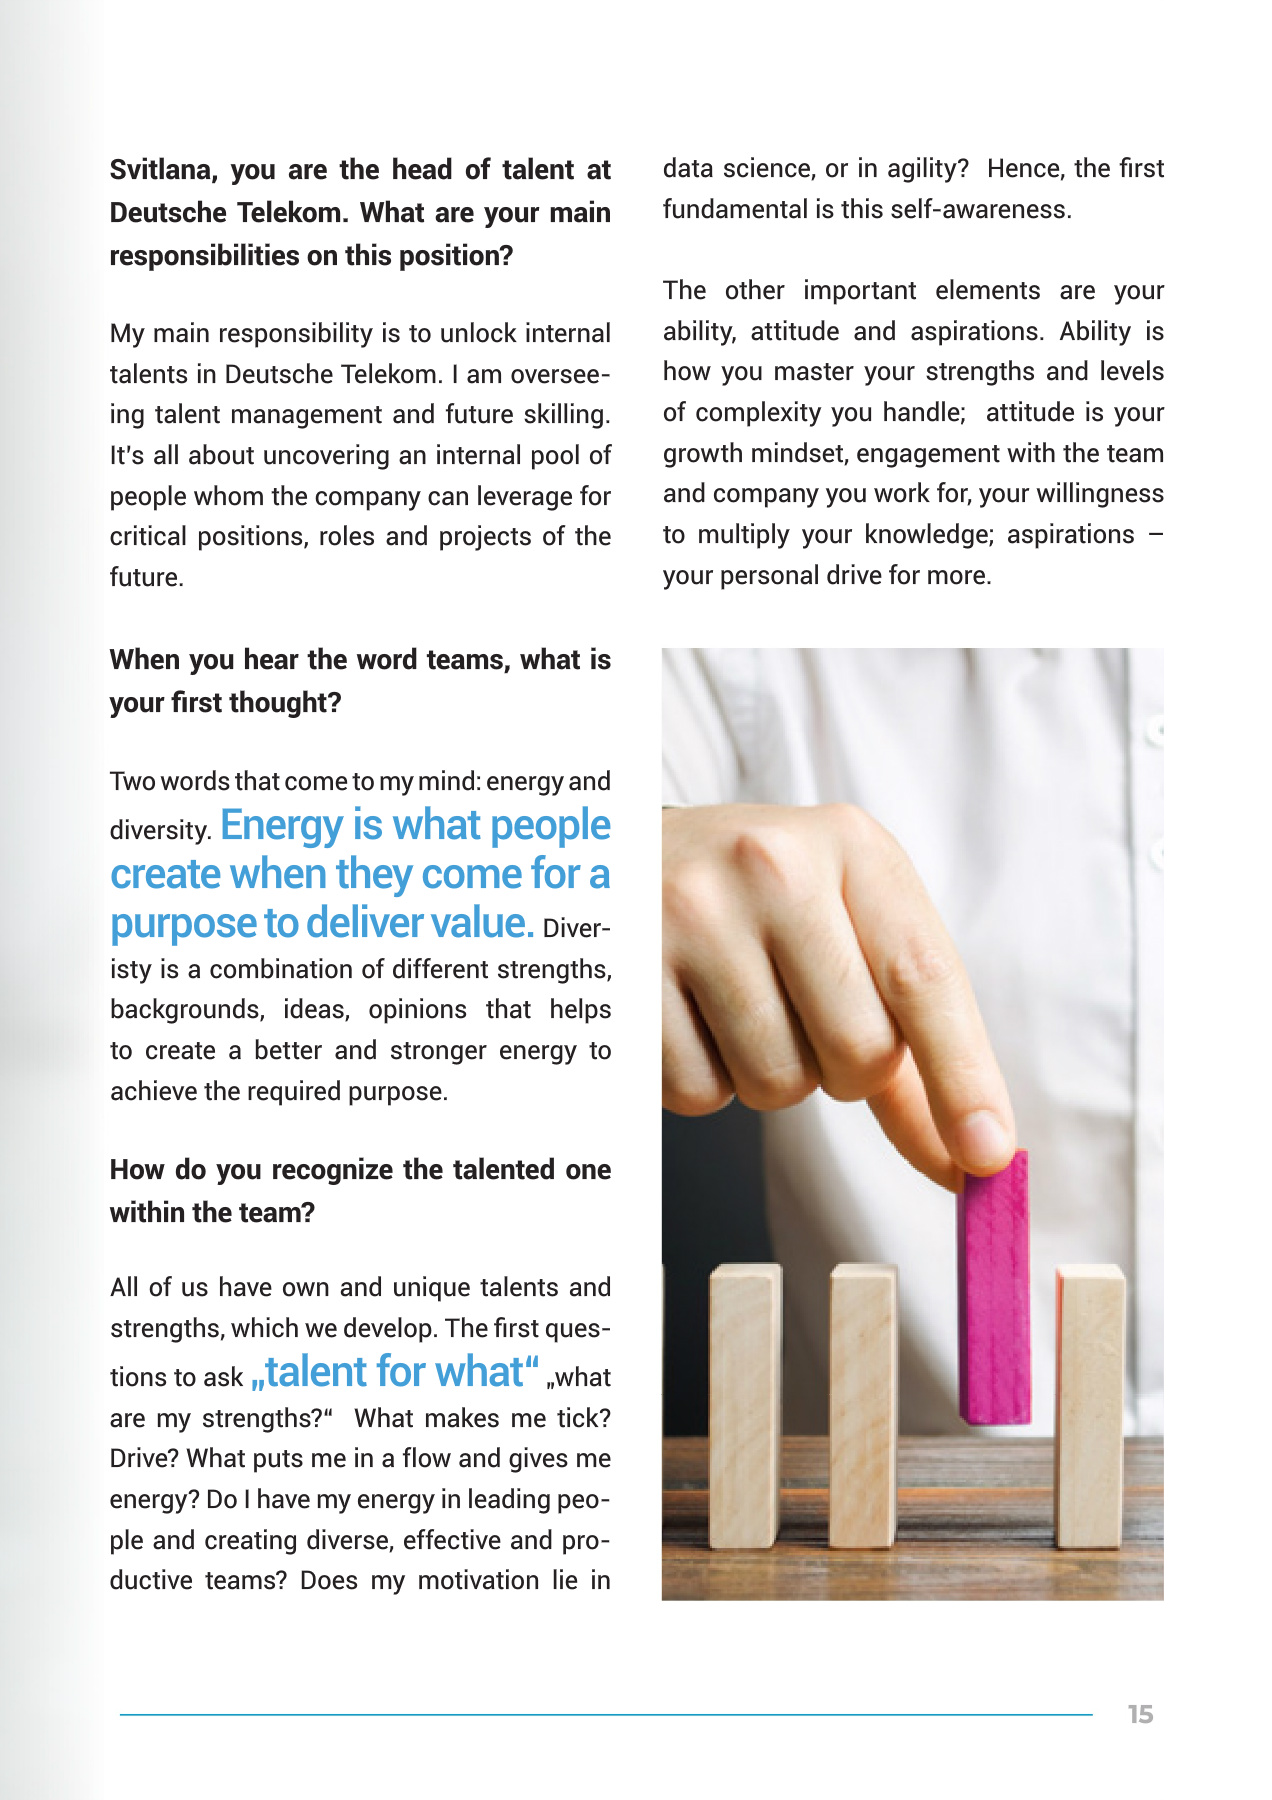 Svitlana, you are the head of talent at
Deutsche Telekom. What are your main
responsibilities on this position?
My main responsibility is to unlock internal
talents in Deutsche Telekom. I am oversee-
ing talent management and future skilling.
It's all about uncovering an internal pool of
people whom the company can leverage for
critical positions, roles and projects of the
future.
When you hear the word teams, what is
your first thought?
Two words that come to my mind: energy and
diversity. Energy is what people
create when they come for a
purpose to deliver value. Diver-
isty is a combination of different strengths,
backgrounds, ideas, opinions that helps
to create a better and stronger energy to
achieve the required purpose.
How do you recognize the talented one
within the team?
All of us have own and unique talents and
strengths, which we develop. The first ques-
tions to ask „talent for what“ „what
are my strengths?“ What makes me tick?
Drive? What puts me in a flow and gives me
energy? Do I have my energy in leading peo-
ple and creating diverse, effective and pro-
ductive teams? Does my motivation lie in
data science, or in agility? Hence, the first
fundamental is this self-awareness.
The other important elements are your
ability, attitude and aspirations. Ability is
how you master your strengths and levels
of complexity you handle; attitude is your
growth mindset, engagement with the team
and company you work for, your willingness
to multiply your knowledge; aspirations –
your personal drive for more.
15